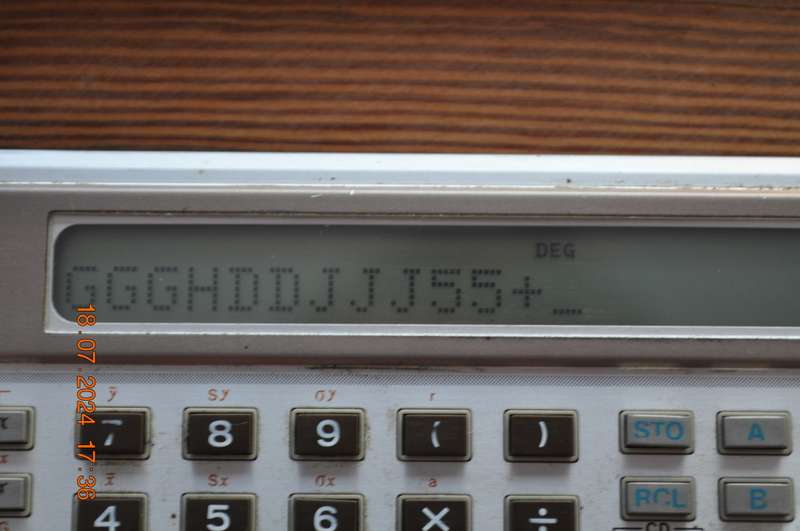 DEG
GGGHDDJJJ55+_
ȳ Sy σy r
7 8 9 ( ) STO A
x̄ Sx σx a
4 5 6 × ÷ RCL B
18.07.2024 17:36